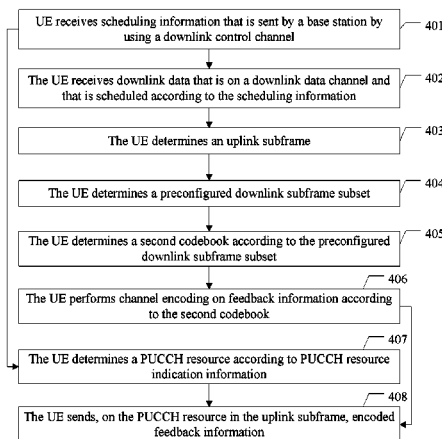 UE receives scheduling information that is sent by a base station by
using a downlink control channel
401
The UE receives downlink data that is on a downlink data channel and
that is scheduled according to the scheduling information
402
The UE determines an uplink subframe
403
The UE determines a preconfigured downlink subframe subset
404
The UE determines a second codebook according to the preconfigured
downlink subframe subset
405
406
The UE performs channel encoding on feedback information according
to the second codebook
407
The UE determines a PUCCH resource according to PUCCH resource
indication information
408
The UE sends, on the PUCCH resource in the uplink subframe, encoded
feedback information